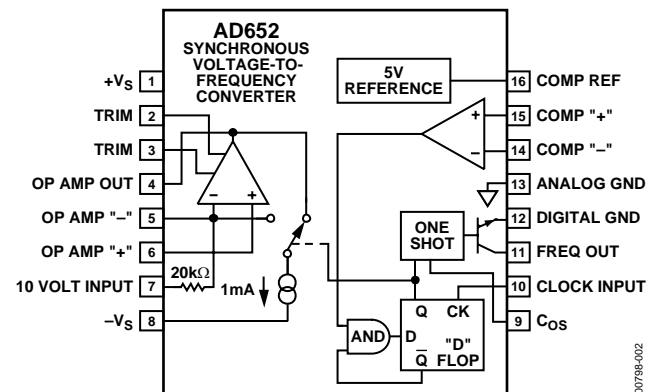 AD652
SYNCHRONOUS
VOLTAGE-TO-
FREQUENCY
CONVERTER
5V
REFERENCE
+VS 1
TRIM 2
TRIM 3
OP AMP OUT 4
OP AMP "–" 5
OP AMP "+" 6
10 VOLT INPUT 7
–VS 8
20kΩ
1mA
– +
+
–
ONE
SHOT
AND
Q CK
D "D"
Q FLOP
16 COMP REF
15 COMP "+"
14 COMP "–"
13 ANALOG GND
12 DIGITAL GND
11 FREQ OUT
10 CLOCK INPUT
9 COS
00798-002